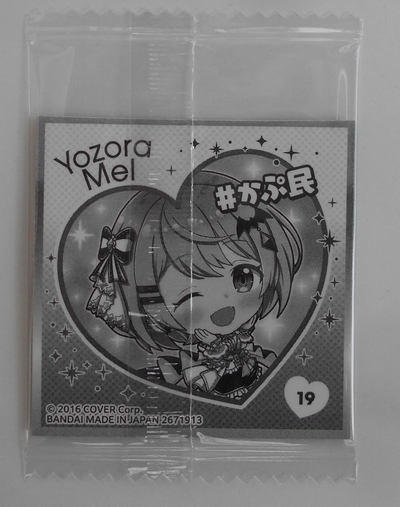 Yozora
Mel
#かぷ民
19
© 2016 COVER Corp.
BANDAI MADE IN JAPAN 2671913